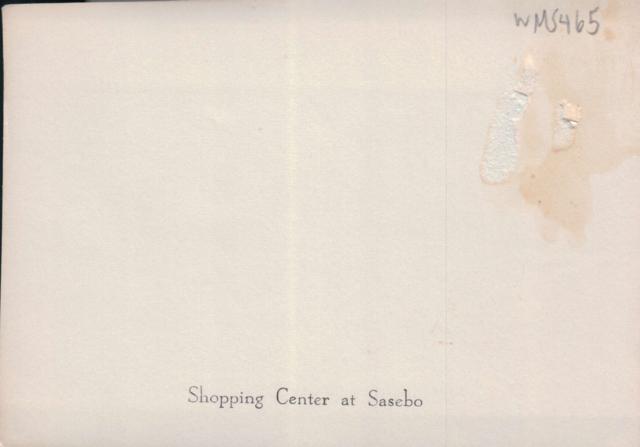 WMS465
Shopping Center at Sasebo